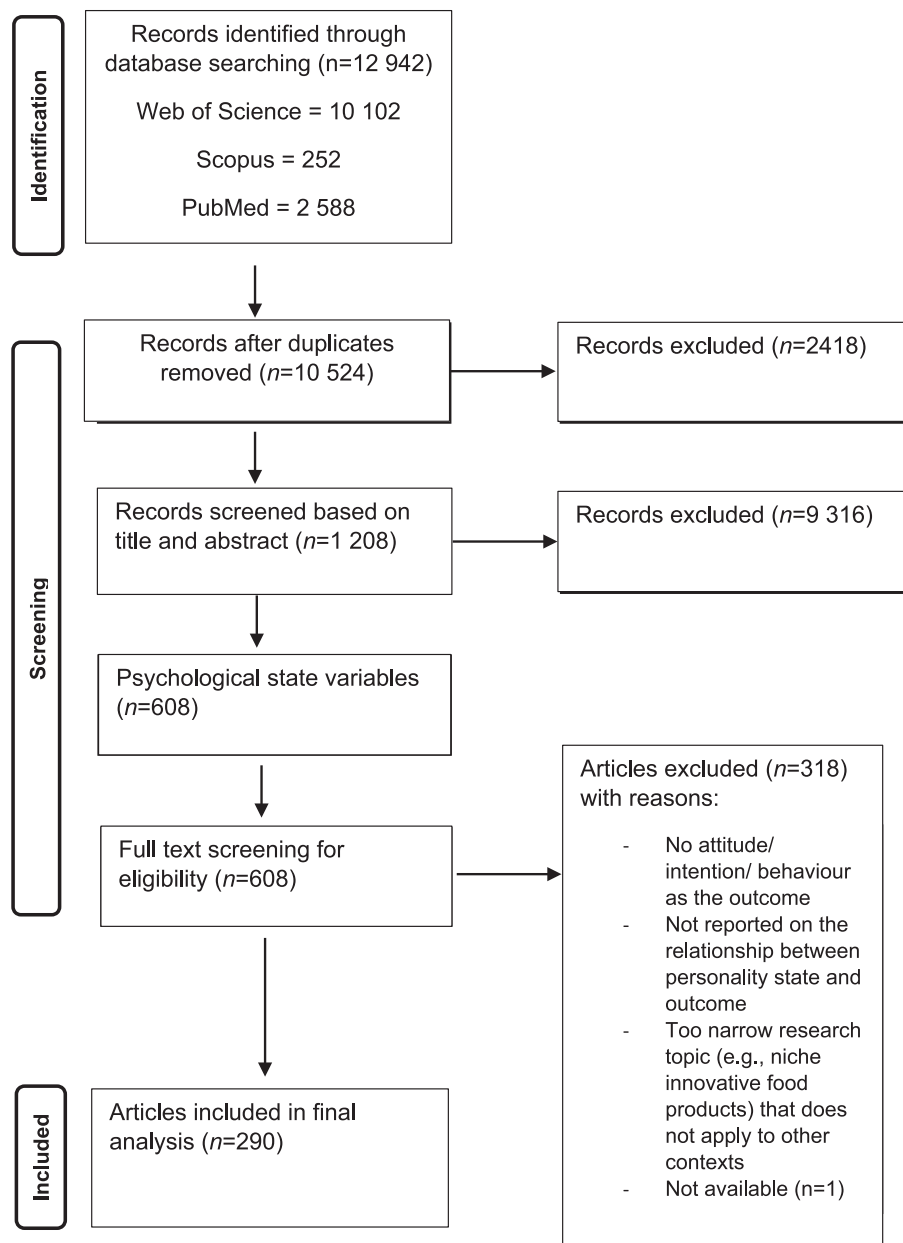 Identification
Records identified through
database searching (n=12 942)
Web of Science = 10 102
Scopus = 252
PubMed = 2 588
Screening
Records after duplicates
removed (n=10 524)
Records excluded (n=2418)
Records screened based on
title and abstract (n=1 208)
Records excluded (n=9 316)
Psychological state variables
(n=608)
Full text screening for
eligibility (n=608)
Articles excluded (n=318)
with reasons:
- No attitude/
intention/ behaviour
as the outcome
- Not reported on the
relationship between
personality state and
outcome
- Too narrow research
topic (e.g., niche
innovative food
products) that does
not apply to other
contexts
- Not available (n=1)
Included
Articles included in final
analysis (n=290)